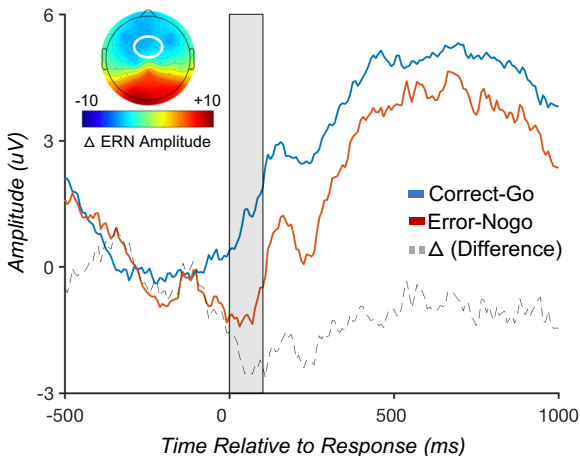 6
3
0
-3
Amplitude (uV)
-10
+10
Δ ERN Amplitude
Correct-Go
Error-Nogo
Δ (Difference)
-500
0
500
1000
Time Relative to Response (ms)